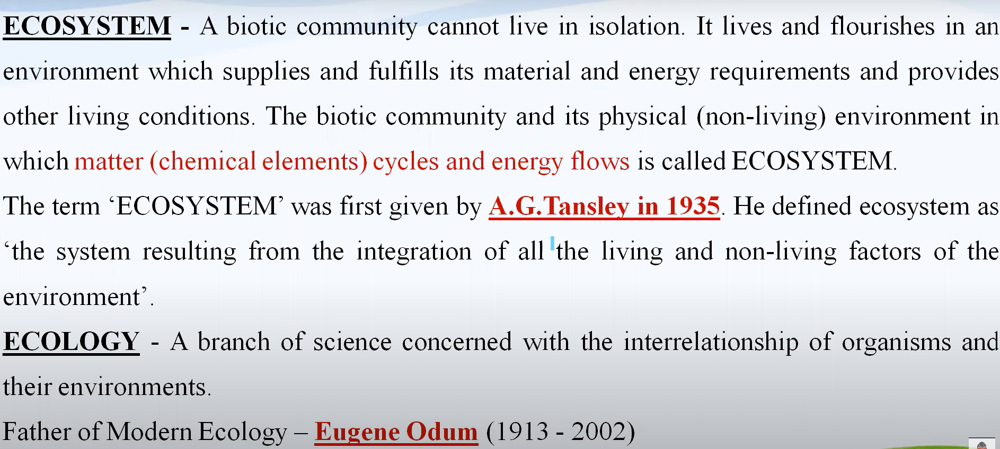 ECOSYSTEM - A biotic community cannot live in isolation. It lives and flourishes in an
environment which supplies and fulfills its material and energy requirements and provides
other living conditions. The biotic community and its physical (non-living) environment in
which matter (chemical elements) cycles and energy flows is called ECOSYSTEM.
The term ‘ECOSYSTEM’ was first given by A.G.Tansley in 1935. He defined ecosystem as
‘the system resulting from the integration of all the living and non-living factors of the
environment’.
ECOLOGY - A branch of science concerned with the interrelationship of organisms and
their environments.
Father of Modern Ecology – Eugene Odum (1913 - 2002)